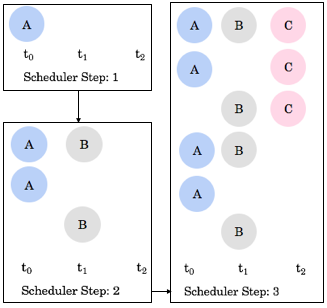 A
t0 t1 t2
Scheduler Step: 1
A B
A
B
t0 t1 t2
Scheduler Step: 2
A B C
A C
B C
A B
A
B
t0 t1 t2
Scheduler Step: 3